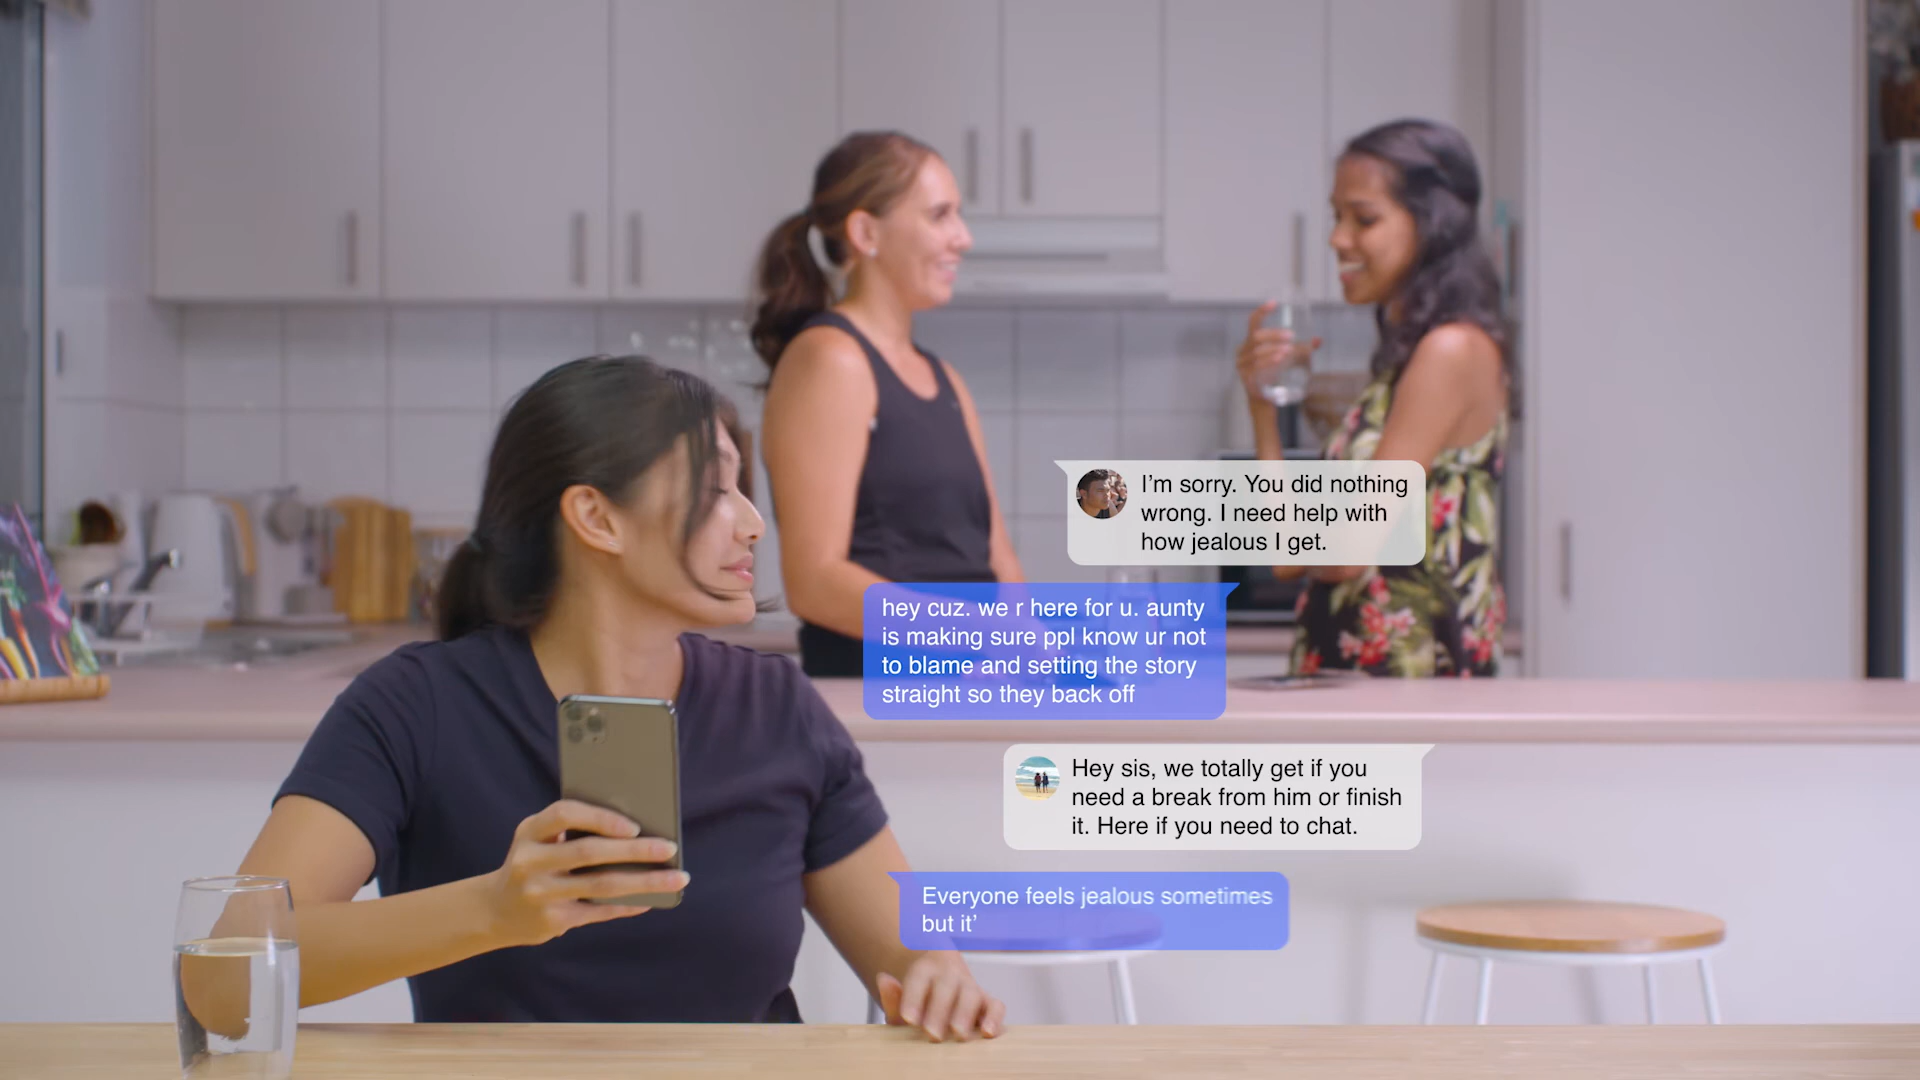 I'm sorry. You did nothing
wrong. I need help with
how jealous I get.
hey cuz. we r here for u. aunty
is making sure ppl know ur not
to blame and setting the story
straight so they back off
Hey sis, we totally get if you
need a break from him or finish
it. Here if you need to chat.
Everyone feels jealous sometimes
but it'